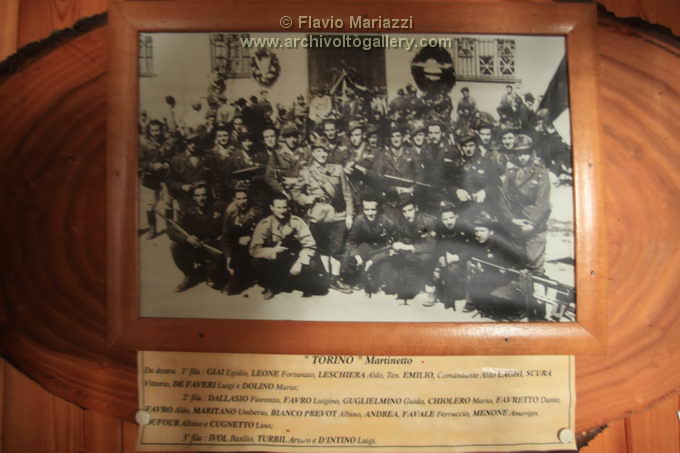 © Flavio Mariazzi
www.archivoltogallery.com
" TORINO " Martinetto
Da destra 1ª fila : GIAI Egidio, LEONE Fortunato, LESCHIERA Aldo, Ten. EMILIO, Comandante Aldo LAGHI, SCURA
Vittorio, DE FAVERI Luigi e DOLINO Mario;
2ª fila : DALLASIO Fiorenzo, FAVRO Luigino, GUGLIELMINO Guido, CHIOLERO Mario, FAVRETTO Dante,
FAVRO Aldo, MARITANO Umberto, BIANCO PREVOT Albino, ANDREA, FAVALE Ferruccio, MENONE Amerigo,
DUFOUR Albino e CUGNETTO Lino;
3ª fila : IVOL Basilio, TURBIL Arturo e D'INTINO Luigi.